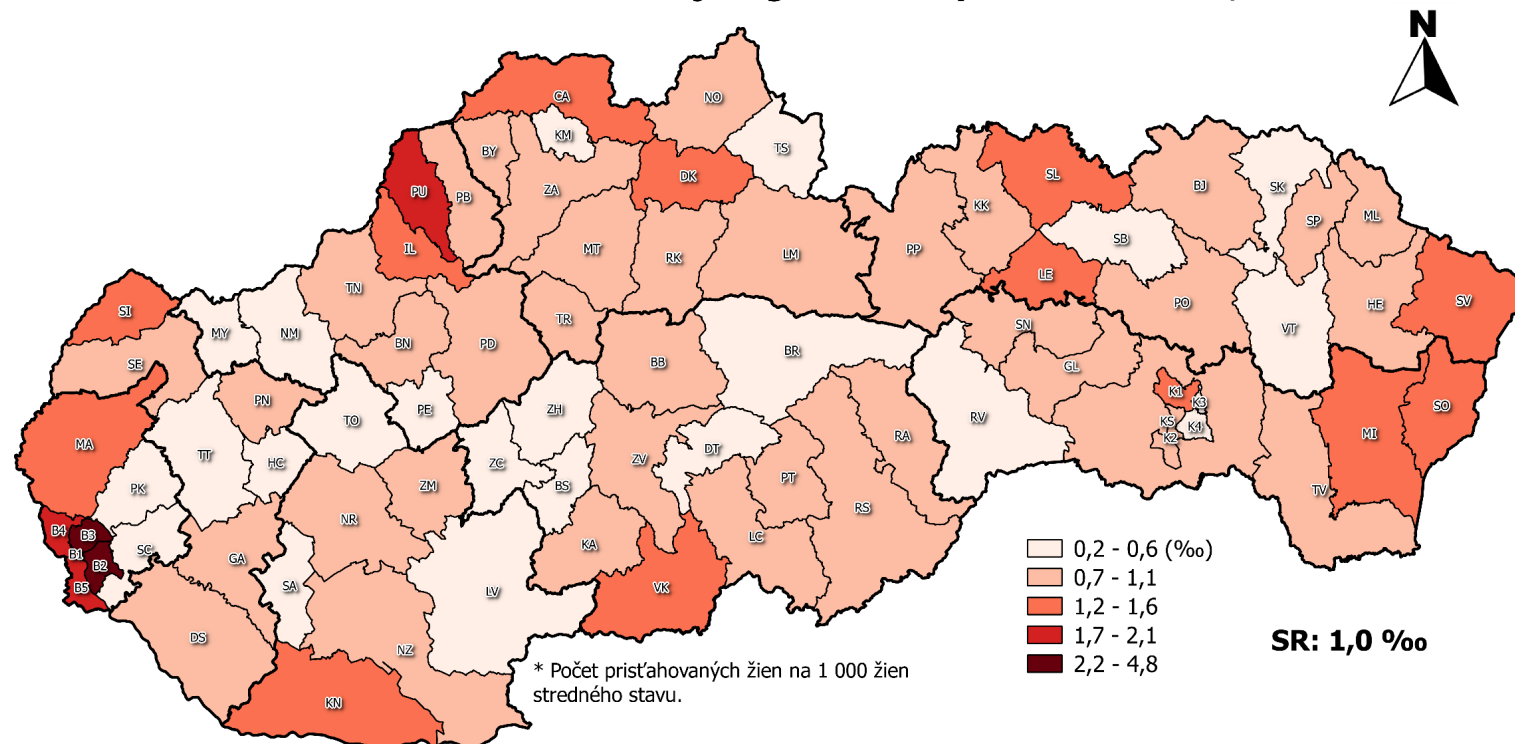 N
CA
NO
KM
TS
BY
PU
PB
ZA
DK
SL
BJ
SK
SP
ML
KK
IL
MT
RK
LM
PP
SB
LE
TN
SI
MY
NM
TR
PO
HE
SV
VT
SE
BN
PD
BB
BR
SN
GL
PN
TO
PE
ZH
K1
K3
K4
K5
K2
RV
MA
TT
HC
ZC
ZV
DT
RA
MI
SO
PK
ZM
BS
PT
TV
RS
NR
B4
B3
B1
B2
B5
SC
GA
KA
LC
SA
LV
VK
DS
NZ
KN
0,2 - 0,6 (‰)
0,7 - 1,1
1,2 - 1,6
1,7 - 2,1
2,2 - 4,8
SR: 1,0 ‰
* Počet prisťahovaných žien na 1 000 žien
stredného stavu.